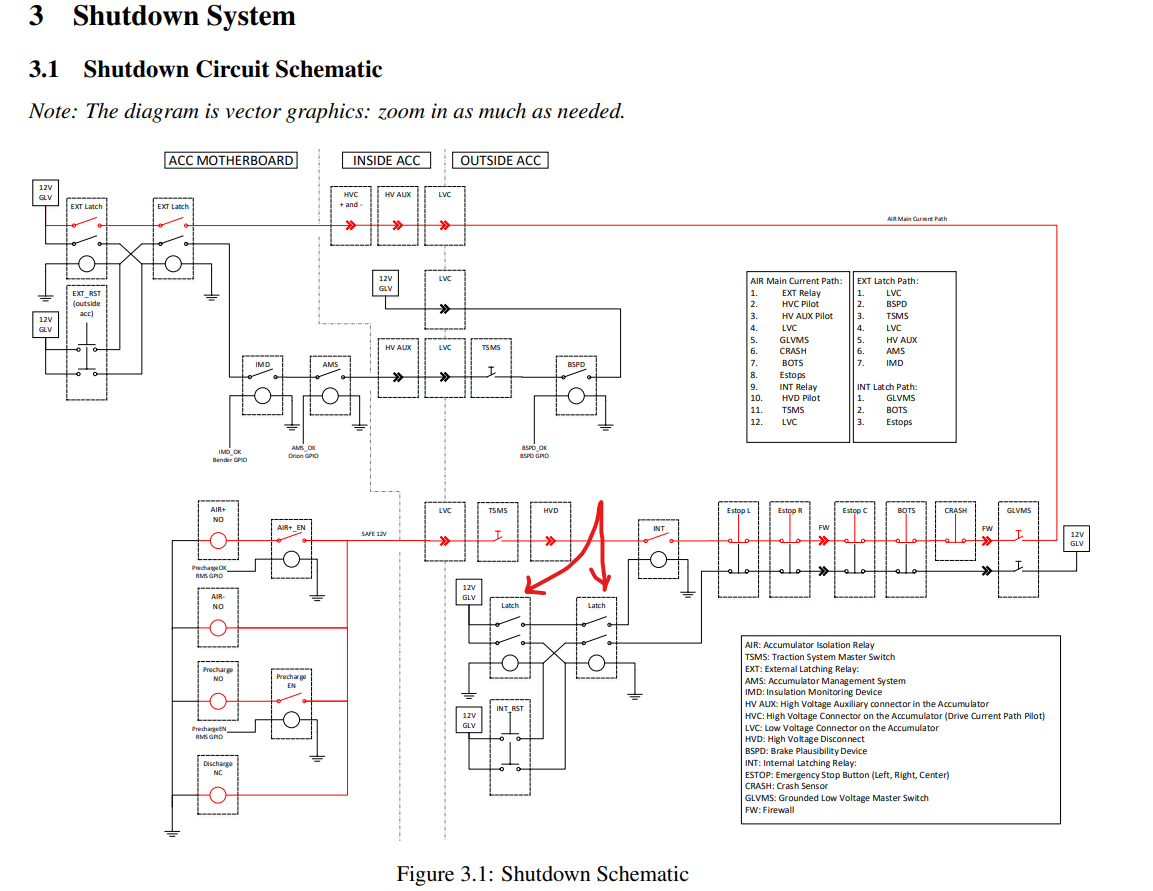 3 Shutdown System
3.1 Shutdown Circuit Schematic
Note: The diagram is vector graphics: zoom in as much as needed.
ACC MOTHERBOARD
INSIDE ACC
OUTSIDE ACC
12V
GLV
EXT Latch
EXT Latch
HVC
+ and -
HV AUX
LVC
AIR Main Current Path
12V
GLV
LVC
EXT_RST
(outside
acc)
12V
GLV
IMD
AMS
HV AUX
LVC
TSMS
BSPD
IMD_OK
Bender GPIO
AMS_OK
Orion GPIO
BSPD_OK
BSPD GPIO
AIR Main Current Path:
1. EXT Relay
2. HVC Pilot
3. HV AUX Pilot
4. LVC
5. GLVMS
6. CRASH
7. BOTS
8. Estops
9. INT Relay
10. HVD Pilot
11. TSMS
12. LVC
EXT Latch Path:
1. LVC
2. BSPD
3. TSMS
4. LVC
5. HV AUX
6. AMS
7. IMD
INT Latch Path:
1. GLVMS
2. BOTS
3. Estops
AIR+
NO
AIR+_EN
SAFE 12V
PrechargeOK
RMS GPIO
AIR-
NO
Precharge
NO
Precharge
EN
PrechargeEN
RMS GPIO
Discharge
NC
LVC
TSMS
HVD
INT
Estop L
Estop R
FW
Estop C
BOTS
CRASH
FW
GLVMS
12V
GLV
12V
GLV
Latch
Latch
12V
GLV
INT_RST
AIR: Accumulator Isolation Relay
TSMS: Traction System Master Switch
EXT: External Latching Relay:
AMS: Accumulator Management System
IMD: Insulation Monitoring Device
HV AUX: High Voltage Auxiliary connector in the Accumulator
HVC: High Voltage Connector on the Accumulator (Drive Current Path Pilot)
LVC: Low Voltage Connector on the Accumulator
HVD: High Voltage Disconnect
BSPD: Brake Plausibility Device
INT: Internal Latching Relay:
ESTOP: Emergency Stop Button (Left, Right, Center)
CRASH: Crash Sensor
GLVMS: Grounded Low Voltage Master Switch
FW: Firewall
Figure 3.1: Shutdown Schematic